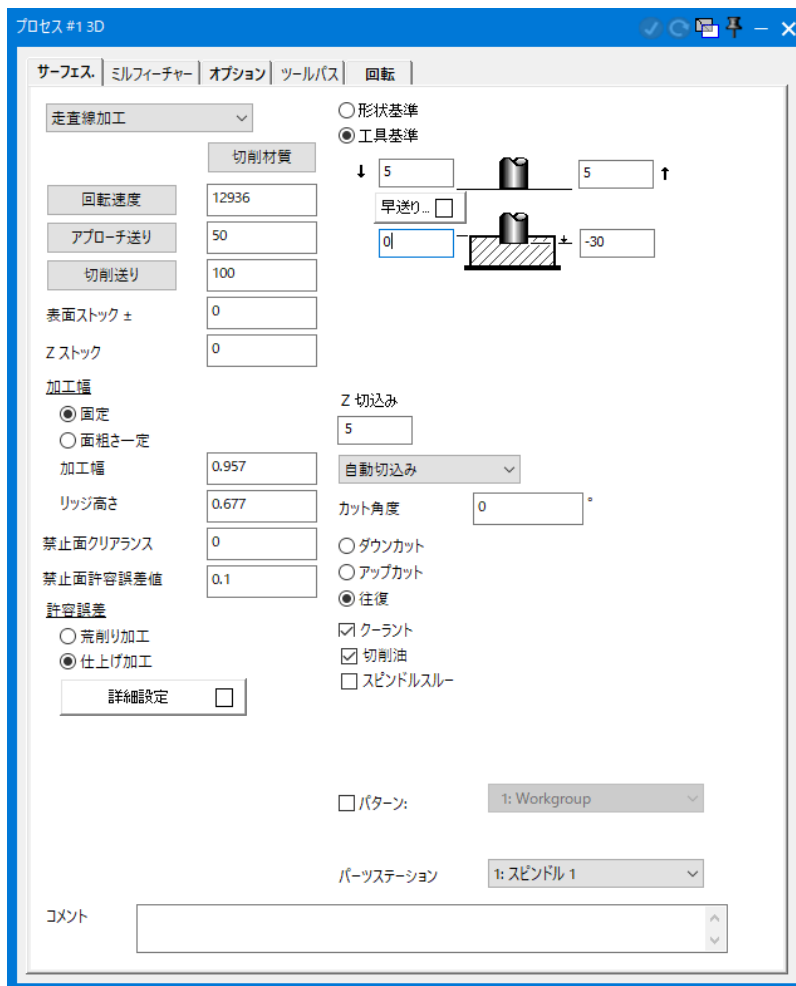 プロセス #1 3D
サーフェス. ミルフィーチャー オプション ツールパス 回転
走査線加工
切削材質
回転速度 12936
アプローチ送り 50
切削送り 100
表面ストック ± 0
Z ストック 0
加工幅
固定
面粗さ一定
加工幅 0.957
リッジ高さ 0.677
禁止面クリアランス 0
禁止面許容誤差値 0.1
許容誤差
荒削り加工
仕上げ加工
詳細設定
形状基準
工具基準
5 5
早送り...
0 -30
Z 切込み
5
自動切込み
カット角度 0 °
ダウンカット
アップカット
往復
クーラント
切削油
スピンドルスルー
パターン: 1: Workgroup
パーツステーション 1: スピンドル 1
コメント